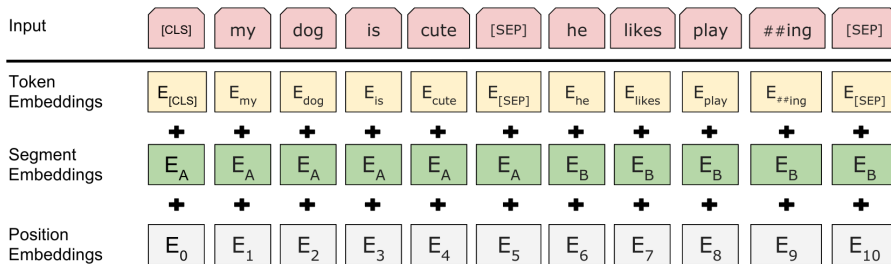 Input [CLS] my dog is cute [SEP] he likes play ##ing [SEP]
Token
Embeddings E[CLS] Emy Edog Eis Ecute E[SEP] Ehe Elikes Eplay E##ing E[SEP]
+ + + + + + + + + + +
Segment
Embeddings EA EA EA EA EA EA EB EB EB EB EB
+ + + + + + + + + + +
Position
Embeddings E0 E1 E2 E3 E4 E5 E6 E7 E8 E9 E10